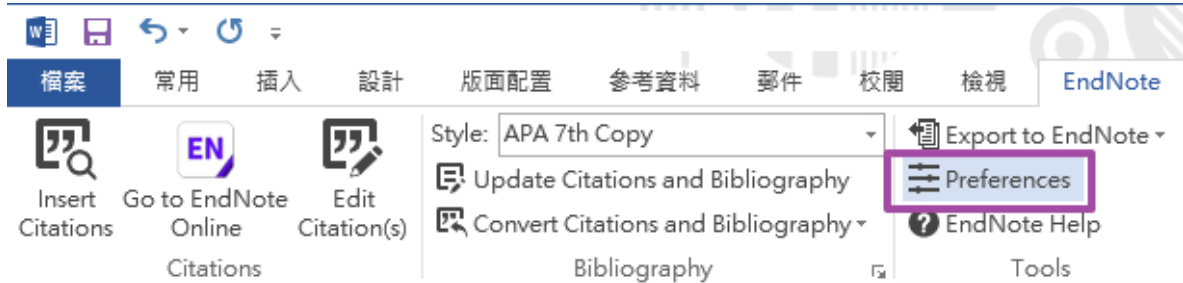 檔案 常用 插入 設計 版面配置 參考資料 郵件 校閱 檢視 EndNote
Insert Citations
Go to EndNote Online
Edit Citation(s)
Citations
Style: APA 7th Copy
Update Citations and Bibliography
Convert Citations and Bibliography
Bibliography
Export to EndNote
Preferences
EndNote Help
Tools